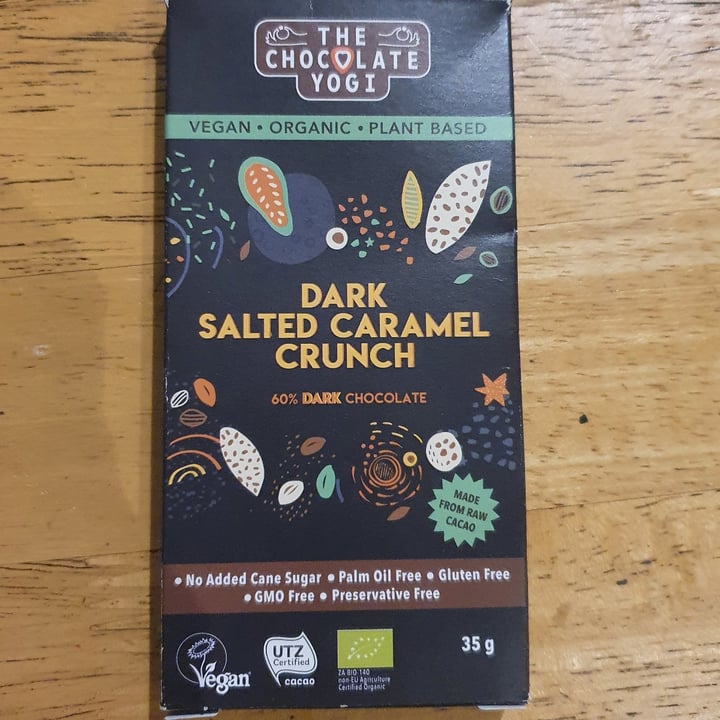 THE
CHOCOLATE
YOGI
VEGAN • ORGANIC • PLANT BASED
DARK
SALTED CARAMEL
CRUNCH
60% DARK CHOCOLATE
MADE
FROM RAW
CACAO
• No Added Cane Sugar • Palm Oil Free • Gluten Free
• GMO Free • Preservative Free
Vegan
UTZ
Certified
cacao
ZA BIO-140
non EU Agriculture
Certified Organic
35 g